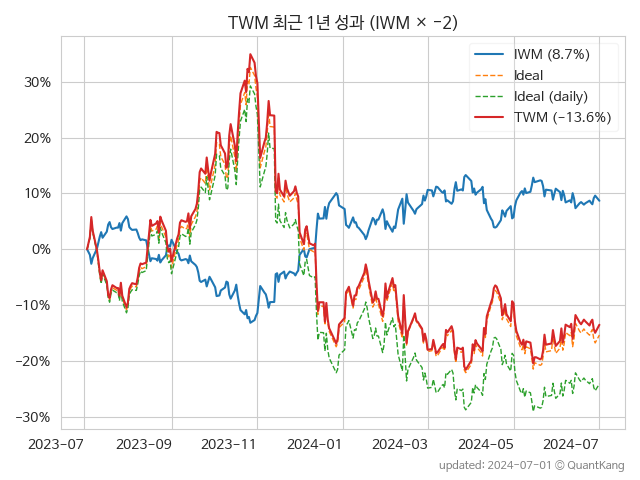 TWM 최근 1년 성과 (IWM × −2)
IWM (8.7%)
Ideal
Ideal (daily)
TWM (−13.6%)
30%
20%
10%
0%
−10%
−20%
−30%
2023-07 2023-09 2023-11 2024-01 2024-03 2024-05 2024-07
updated: 2024-07-01 © QuantKang